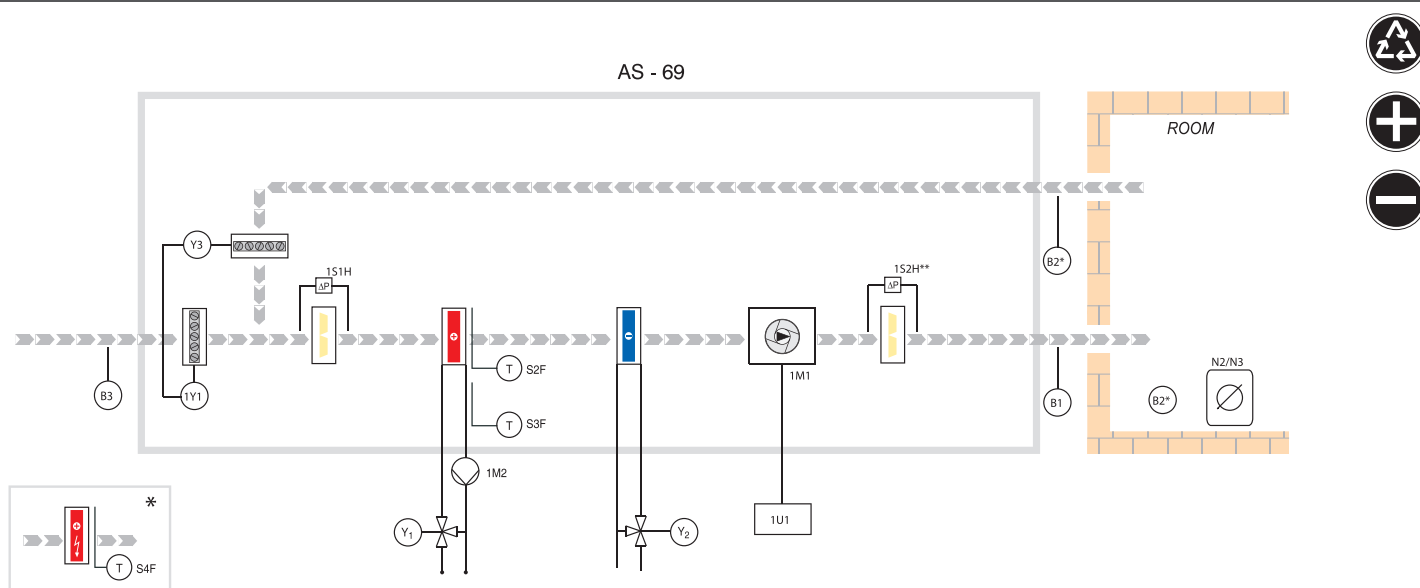 AS - 69
ROOM
Y3
1S1H
ΔP
1S2H**
ΔP
B2*
B3
1Y1
T S2F
T S3F
1M1
B1
B2*
N2/N3
1M2
1U1
Y1
Y2
*
T S4F